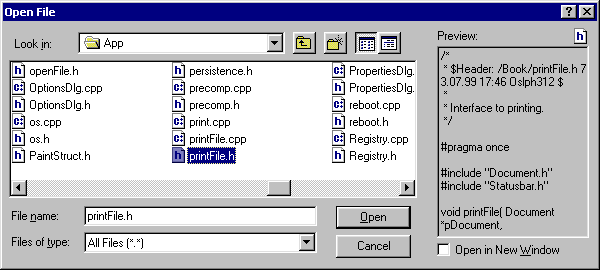 Open File
Look in: App Preview:
openFile.h persistence.h PropertiesDlg.
OptionsDlg.cpp precomp.cpp PropertiesDlg.
OptionsDlg.h precomp.h reboot.cpp
os.cpp print.cpp reboot.h
os.h printFile.cpp Registry.cpp
PaintStruct.h printFile.h Registry.h
/*
* $Header: /Book/printFile.h 7
3.07.99 17:46 Oslph312 $
*
* Interface to printing.
*/
#pragma once
#include "Document.h"
#include "Statusbar.h"
void printFile( Document
*pDocument,
File name: printFile.h Open
Files of type: All Files (*.*) Cancel
Open in New Window